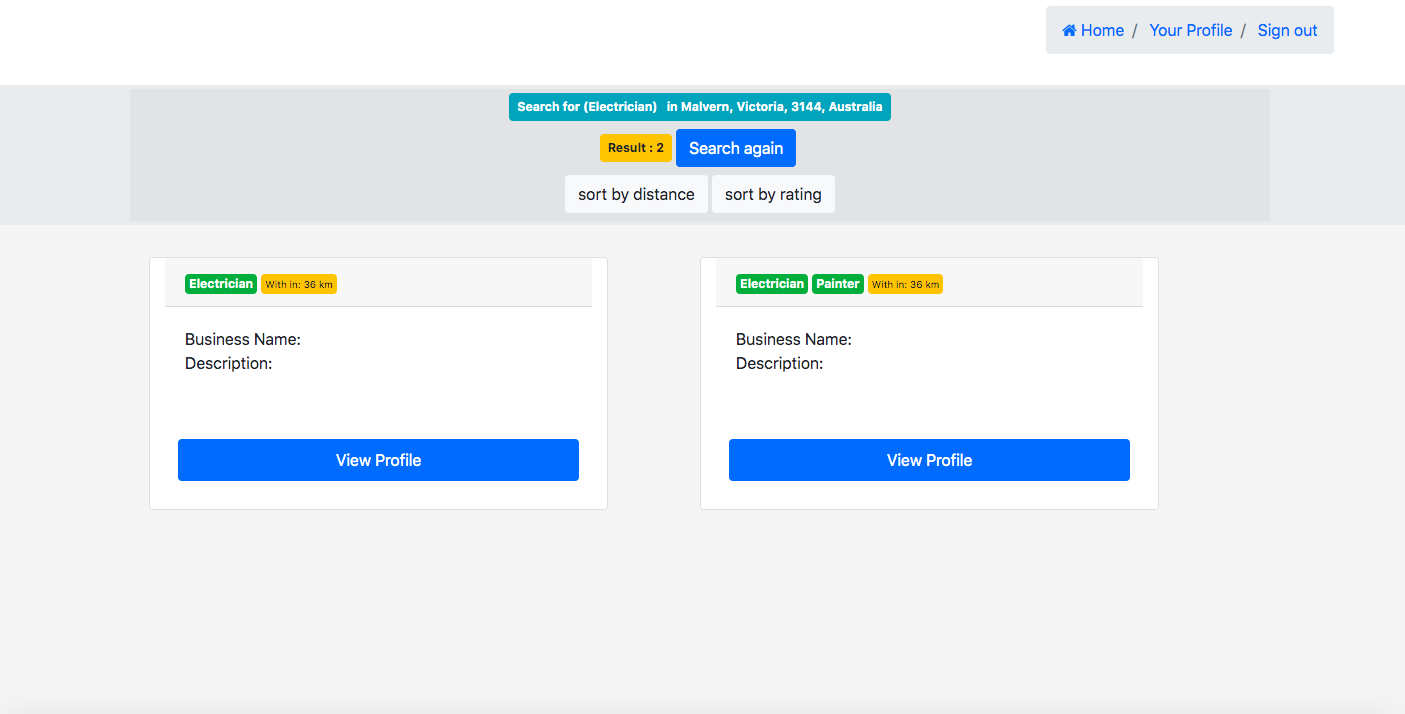 Home / Your Profile / Sign out
Search for (Electrician) in Malvern, Victoria, 3144, Australia
Result : 2 Search again
sort by distance sort by rating
Electrician With in: 36 km
Business Name:
Description:
View Profile
Electrician Painter With in: 36 km
Business Name:
Description:
View Profile